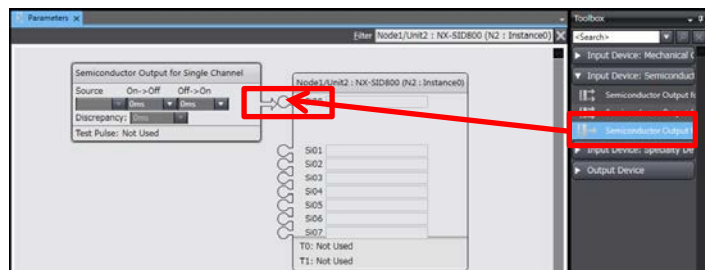 Parameters
Filter Node1/Unit2 : NX-SID800 (N2 : Instance0)
Toolbox
<Search>
Input Device: Mechanical C
Input Device: Semiconduct
Semiconductor Output fo
Semiconductor Output f
Input Device: Specialty De
Output Device
Semiconductor Output for Single Channel
Source On->Off Off->On
0ms 0ms
Discrepancy: 0ms
Test Pulse: Not Used
Node1/Unit2 : NX-SID800 (N2 : Instance0)
Si01
Si02
Si03
Si04
Si05
Si06
Si07
T0: Not Used
T1: Not Used